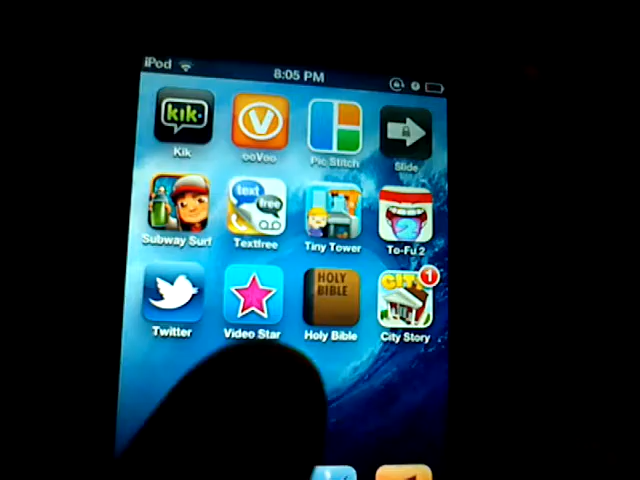 iPod 8:05 PM
kik.
Kik ooVoo Pic Stitch Slide
text
free
Subway Surf Textfree Tiny Tower To-Fu 2
2
HOLY
BIBLE
CITY
1
Twitter Video Star Holy Bible City Story